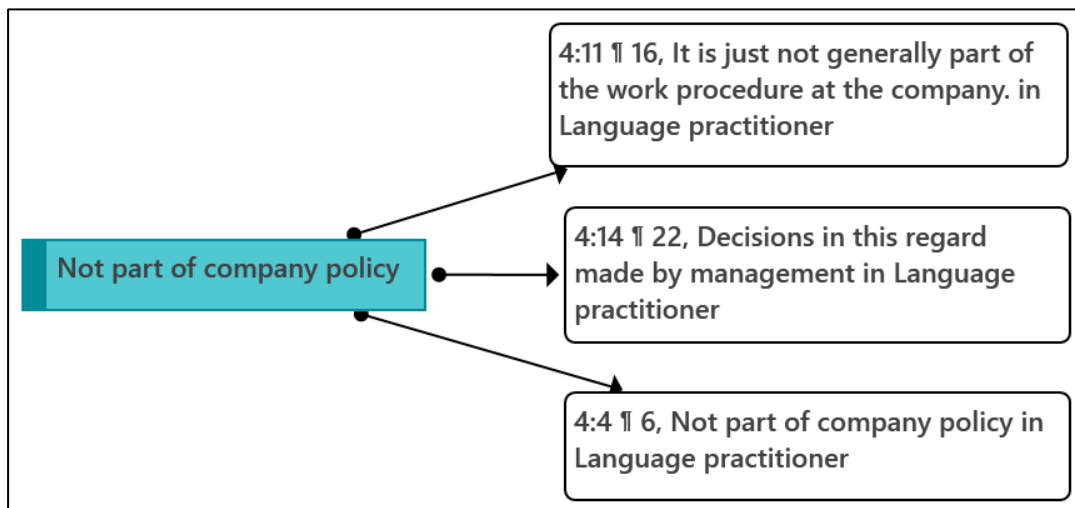 4:11 ¶ 16, It is just not generally part of
the work procedure at the company. in
Language practitioner
Not part of company policy
4:14 ¶ 22, Decisions in this regard
made by management in Language
practitioner
4:4 ¶ 6, Not part of company policy in
Language practitioner